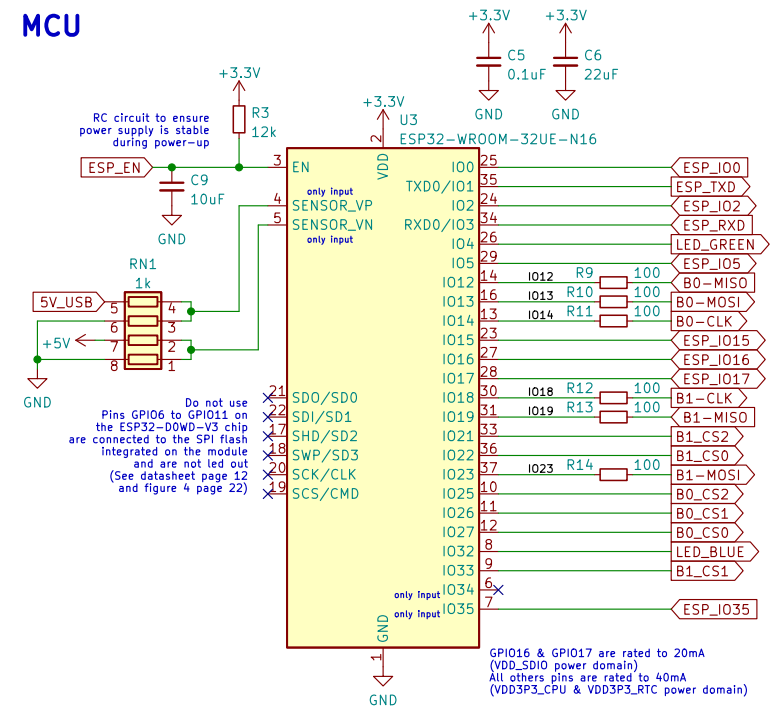 MCU
+3.3V
+3.3V
C5
0.1uF
C6
22uF
GND
GND
+3.3V
R3
12k
RC circuit to ensure
power supply is stable
during power-up
+3.3V
U3
ESP32-WROOM-32UE-N16
2
VDD
ESP_EN
3
EN
C9
10uF
GND
only input
4
SENSOR_VP
5
SENSOR_VN
only input
RN1
1k
5V_USB
5
4
6
3
+5V
7
2
8
1
GND
Do not use
Pins GPIO6 to GPIO11 on
the ESP32-D0WD-V3 chip
are connected to the SPI flash
integrated on the module
and are not led out
(See datasheet page 12
and figure 4 page 22)
21
SDO/SD0
22
SDI/SD1
17
SHD/SD2
18
SWP/SD3
20
SCK/CLK
19
SCS/CMD
IO0
25
ESP_IO0
TXD0/IO1
35
ESP_TXD
IO2
24
ESP_IO2
RXD0/IO3
34
ESP_RXD
IO4
26
LED_GREEN
IO5
29
ESP_IO5
IO12
14
IO12
R9
100
B0-MISO
IO13
16
IO13
R10
100
B0-MOSI
IO14
13
IO14
R11
100
B0-CLK
IO15
23
ESP_IO15
IO16
27
ESP_IO16
IO17
28
ESP_IO17
IO18
30
IO18
R12
100
B1-CLK
IO19
31
IO19
R13
100
B1-MISO
IO21
33
B1_CS2
IO22
36
B1_CS0
IO23
37
IO23
R14
100
B1-MOSI
IO25
10
B0_CS2
IO26
11
B0_CS1
IO27
12
B0_CS0
IO32
8
LED_BLUE
IO33
9
B1_CS1
only input
IO34
6
only input
IO35
7
ESP_IO35
GND
1
GND
GPIO16 & GPIO17 are rated to 20mA
(VDD_SDIO power domain)
All others pins are rated to 40mA
(VDD3P3_CPU & VDD3P3_RTC power domain)